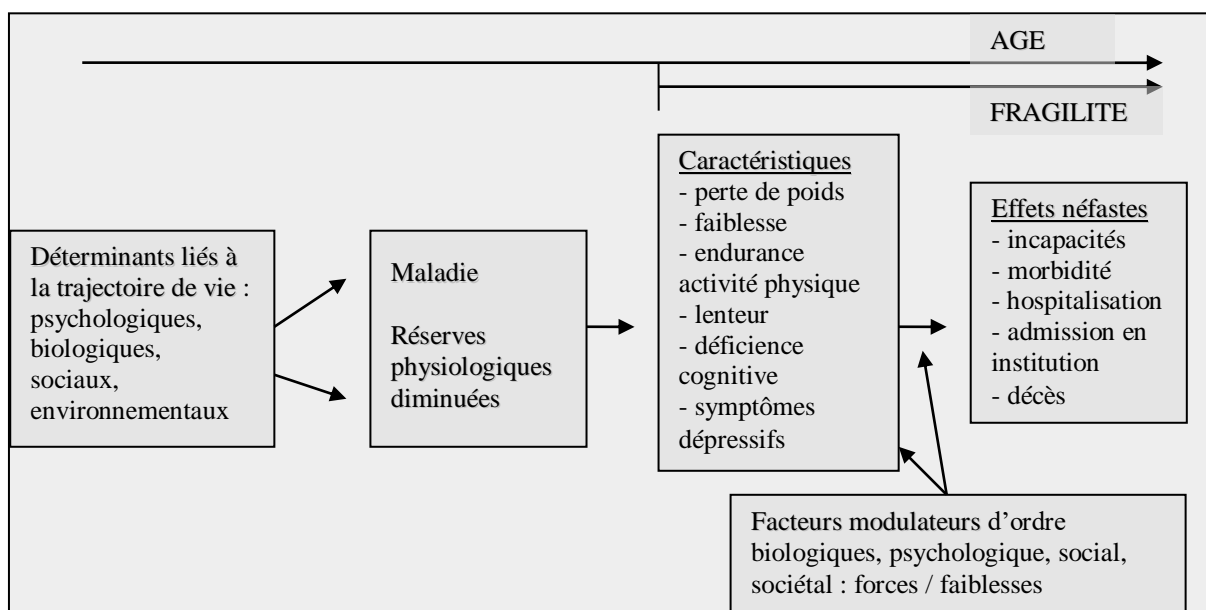 AGE
FRAGILITE
Déterminants liés à
la trajectoire de vie :
psychologiques,
biologiques,
sociaux,
environnementaux
Maladie
Réserves
physiologiques
diminuées
Caractéristiques
- perte de poids
- faiblesse
- endurance
activité physique
- lenteur
- déficience
cognitive
- symptômes
dépressifs
Effets néfastes
- incapacités
- morbidité
- hospitalisation
- admission en
institution
- décès
Facteurs modulateurs d’ordre
biologiques, psychologique, social,
sociétal : forces / faiblesses